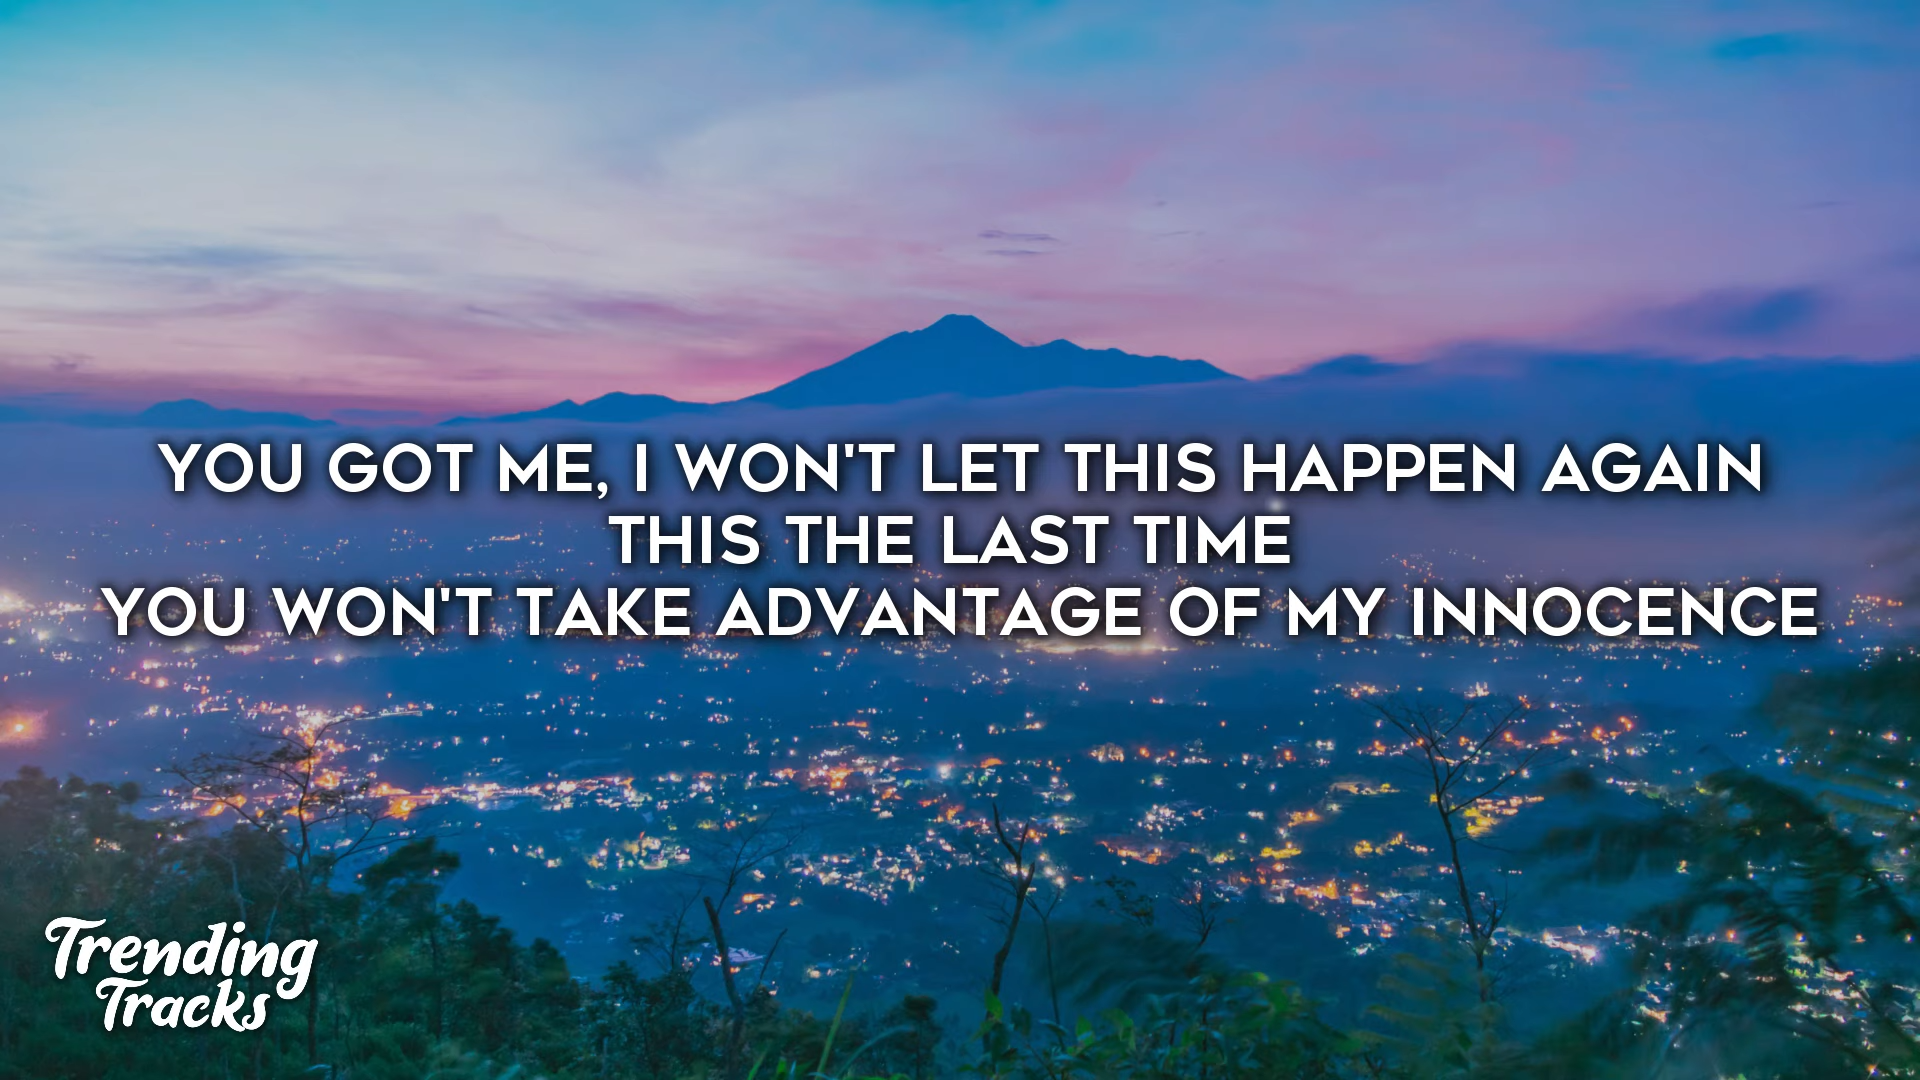 YOU GOT ME, I WON'T LET THIS HAPPEN AGAIN
THIS THE LAST TIME
YOU WON'T TAKE ADVANTAGE OF MY INNOCENCE
Trending
Tracks